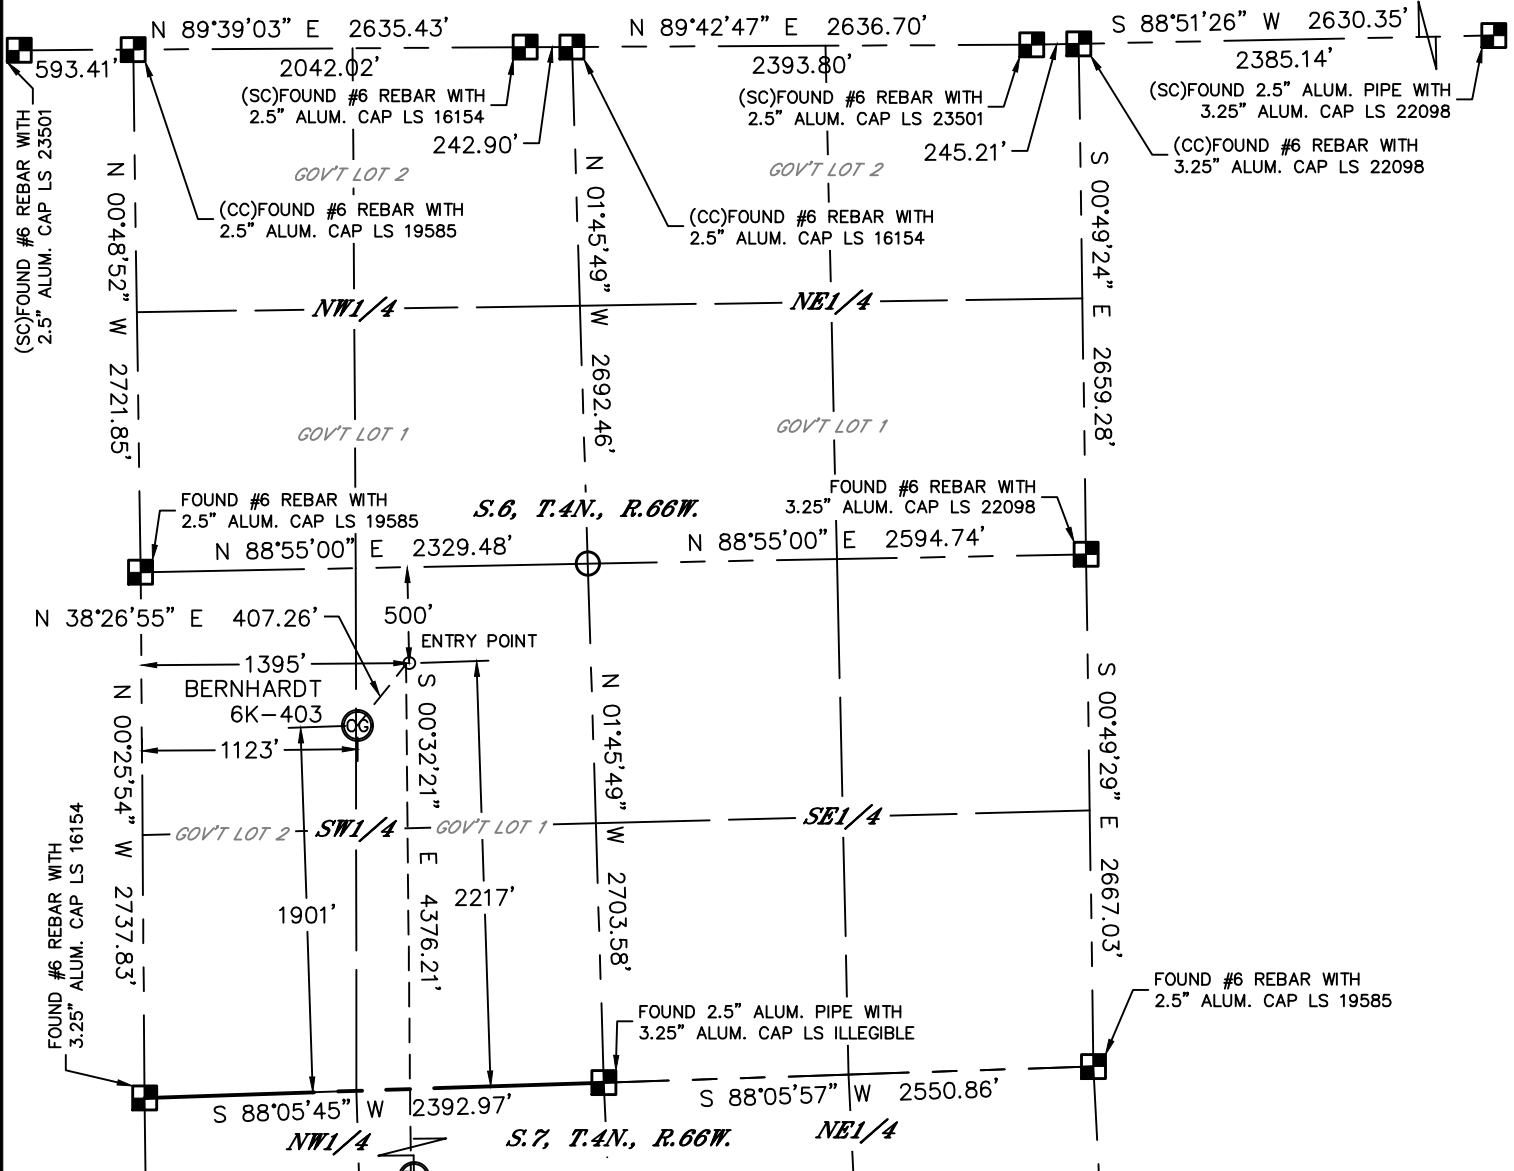 N 89°39'03" E 2635.43'
N 89°42'47" E 2636.70'
S 88°51'26" W 2630.35'
593.41'
2042.02'
2393.80'
2385.14'
(SC)FOUND #6 REBAR WITH
2.5" ALUM. CAP LS 23501
(SC)FOUND #6 REBAR WITH
2.5" ALUM. CAP LS 16154
242.90'
(SC)FOUND #6 REBAR WITH
2.5" ALUM. CAP LS 23501
245.21'
(SC)FOUND 2.5" ALUM. PIPE WITH
3.25" ALUM. CAP LS 22098
(CC)FOUND #6 REBAR WITH
3.25" ALUM. CAP LS 22098
GOV'T LOT 2
GOV'T LOT 2
(CC)FOUND #6 REBAR WITH
2.5" ALUM. CAP LS 19585
(CC)FOUND #6 REBAR WITH
2.5" ALUM. CAP LS 16154
N 00°48'52" W 2721.85'
N 01°45'49" W 2692.46'
S 00°49'24" E 2659.28'
NW1/4
NE1/4
GOV'T LOT 1
GOV'T LOT 1
FOUND #6 REBAR WITH
2.5" ALUM. CAP LS 19585
S.6, T.4N., R.66W.
FOUND #6 REBAR WITH
3.25" ALUM. CAP LS 22098
N 88°55'00" E 2329.48'
N 88°55'00" E 2594.74'
N 38°26'55" E 407.26'
500'
ENTRY POINT
1395'
BERNHARDT
6K-403
OG
1123'
N 00°25'54" W 2737.83'
S 00°32'21" E 4376.21'
N 01°45'49" W 2703.58'
S 00°49'29" E 2667.03'
GOV'T LOT 2
SW1/4
GOV'T LOT 1
SE1/4
1901'
2217'
FOUND #6 REBAR WITH
3.25" ALUM. CAP LS 16154
FOUND 2.5" ALUM. PIPE WITH
3.25" ALUM. CAP LS ILLEGIBLE
FOUND #6 REBAR WITH
2.5" ALUM. CAP LS 19585
S 88°05'45" W 2392.97'
S 88°05'57" W 2550.86'
NW1/4
S.7, T.4N., R.66W.
NE1/4